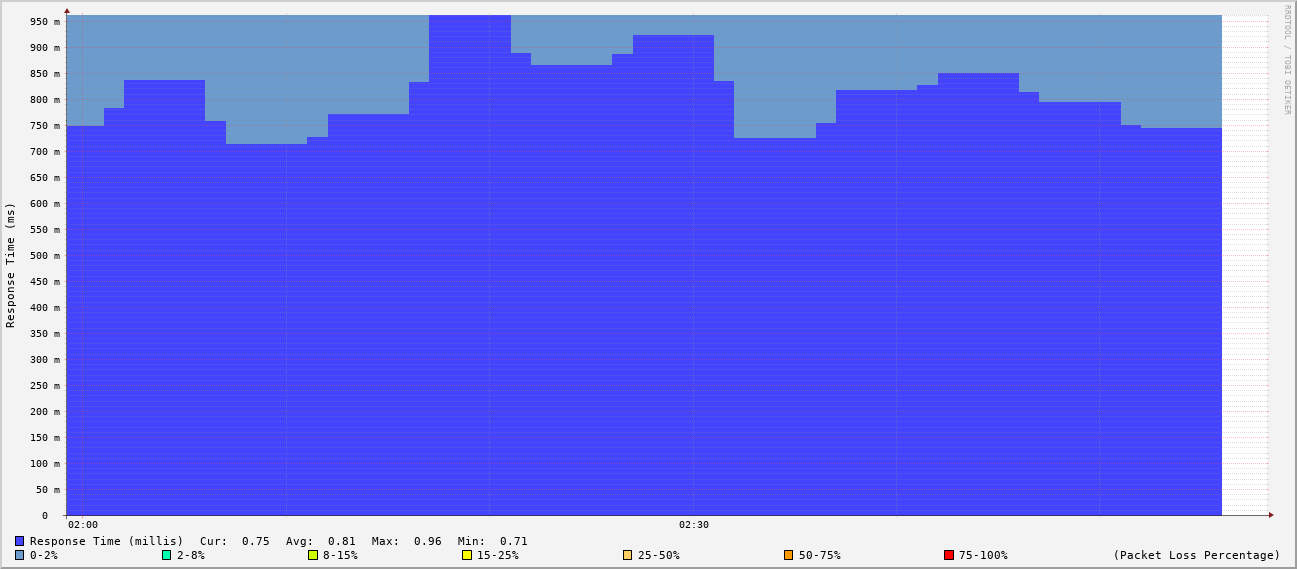 RRDTOOL / TOBI OETIKER
Response Time (ms)
950 m
900 m
850 m
800 m
750 m
700 m
650 m
600 m
550 m
500 m
450 m
400 m
350 m
300 m
250 m
200 m
150 m
100 m
50 m
0
02:00 02:30
Response Time (millis) Cur: 0.75 Avg: 0.81 Max: 0.96 Min: 0.71
0-2% 2-8% 8-15% 15-25% 25-50% 50-75% 75-100% (Packet Loss Percentage)